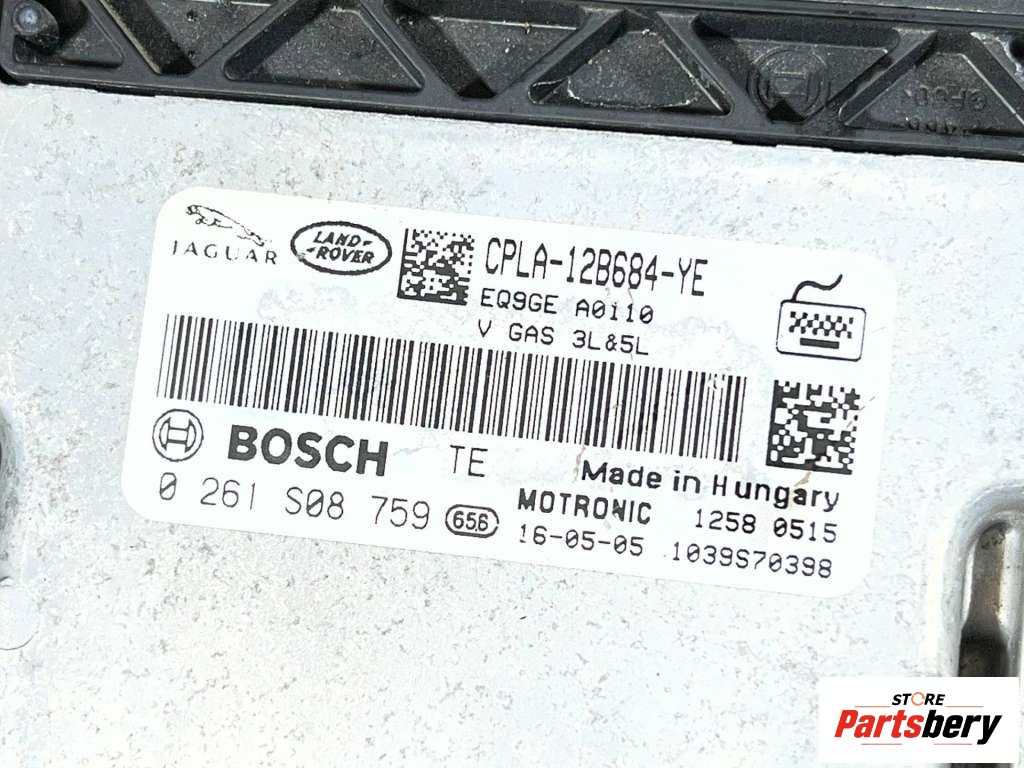 JAGUAR
LAND-
-ROVER
CPLA-12B684-YE
EQ9GE A0110
V GAS 3L&5L
BOSCH TE
Made in Hungary
0 261 S08 759 656 MOTRONIC 1258 0515
16-05-05 1039S70398
STORE
Partsbery